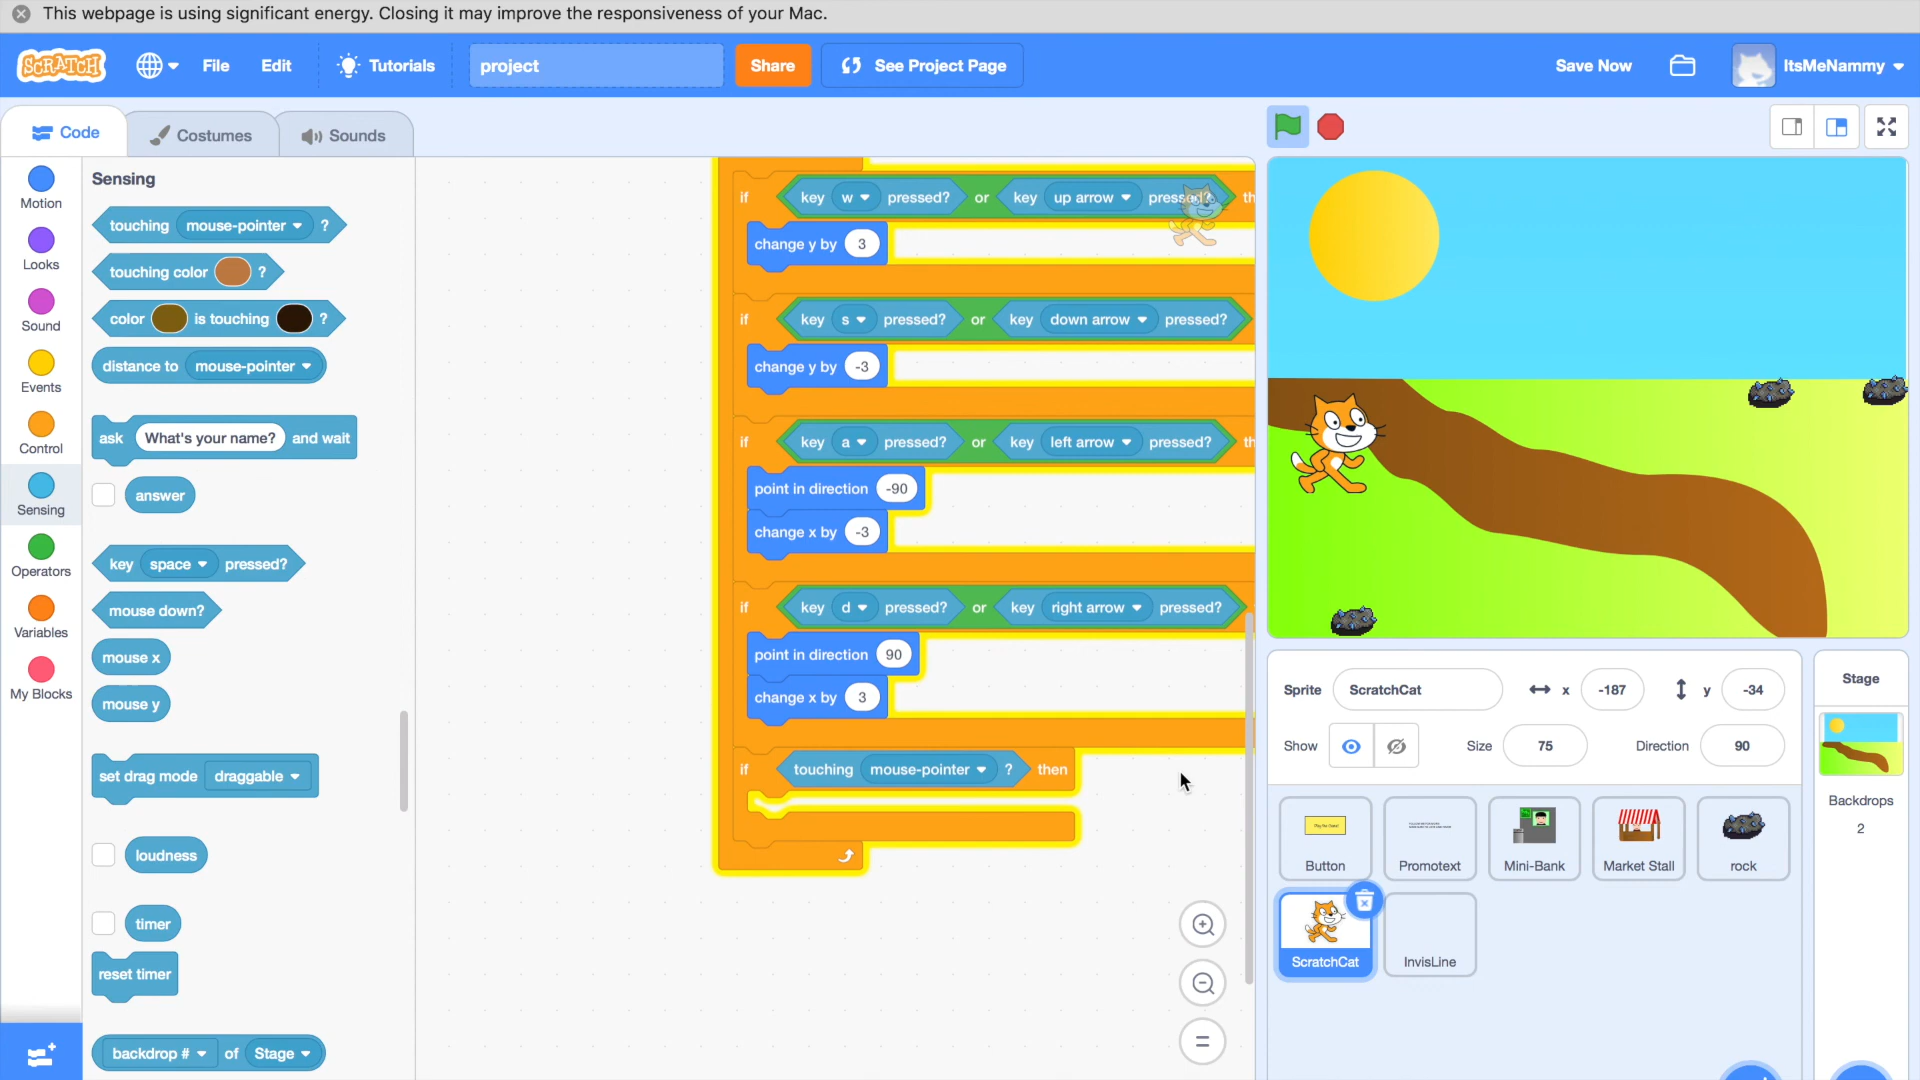 This webpage is using significant energy. Closing it may improve the responsiveness of your Mac.
SCRATCH File Edit Tutorials project Share See Project Page Save Now ItsMeNammy
Code Costumes Sounds
Motion
Looks
Sound
Events
Control
Sensing
Operators
Variables
My Blocks
Sensing
touching mouse-pointer ?
touching color ?
color is touching ?
distance to mouse-pointer
ask What's your name? and wait
answer
key space pressed?
mouse down?
mouse x
mouse y
set drag mode draggable
loudness
timer
reset timer
backdrop # of Stage
if key w pressed? or key up arrow pressed? th
change y by 3
if key s pressed? or key down arrow pressed?
change y by -3
if key a pressed? or key left arrow pressed? th
point in direction -90
change x by -3
if key d pressed? or key right arrow pressed?
point in direction 90
change x by 3
if touching mouse-pointer ? then
Sprite ScratchCat x -187 y -34
Show Size 75 Direction 90
Button Promotext Mini-Bank Market Stall rock
ScratchCat InvisLine
Stage
Backdrops
2